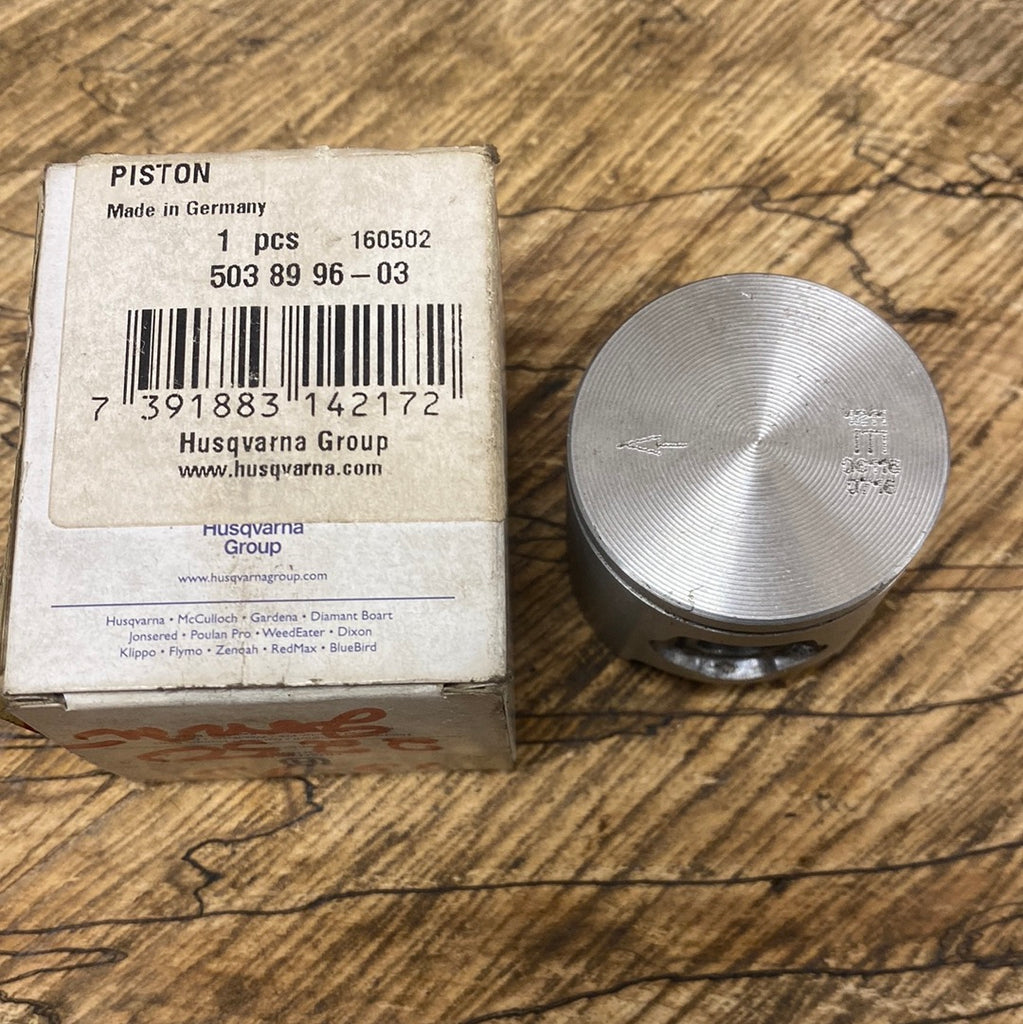 PISTON
Made in Germany
1 pcs 160502
503 89 96-03
7 391883 142172
Husqvarna Group
www.husqvarna.com
Husqvarna
Group
www.husqvarnagroup.com
Husqvarna • McCulloch • Gardena • Diamant Boart
Jonsered • Poulan Pro • WeedEater • Dixon
Klippo • Flymo • Zenoah • RedMax • BlueBird